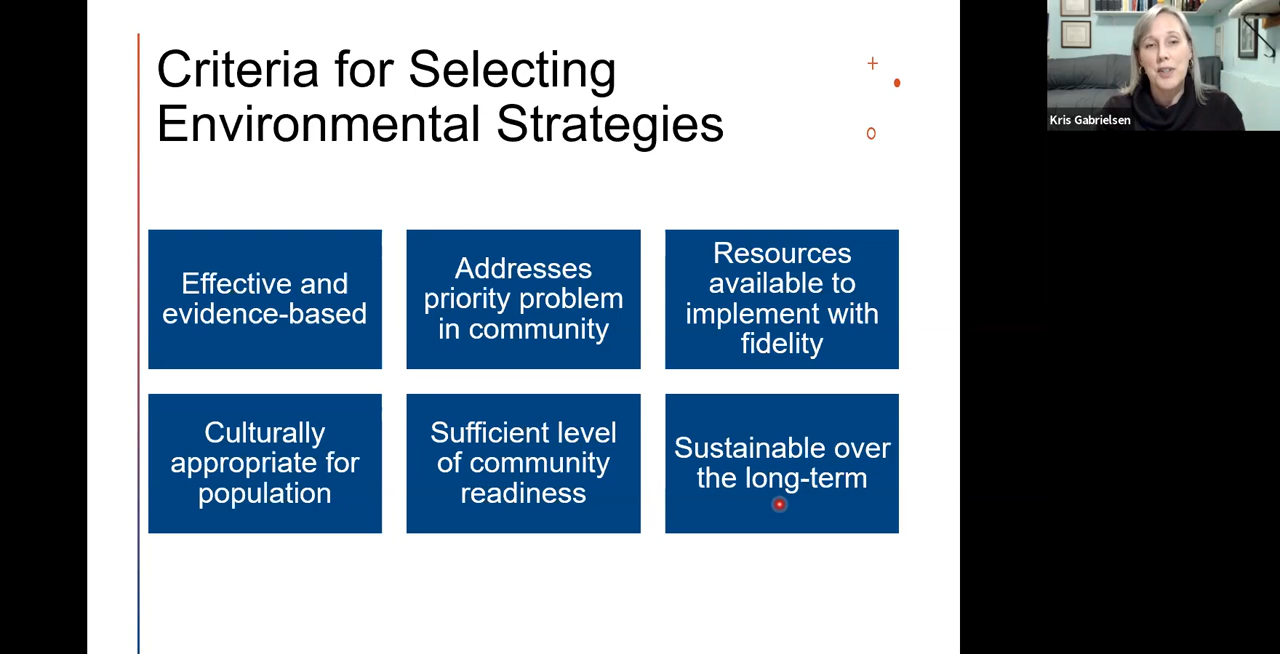 Criteria for Selecting
Environmental Strategies
Effective and
evidence-based
Addresses
priority problem
in community
Resources
available to
implement with
fidelity
Culturally
appropriate for
population
Sufficient level
of community
readiness
Sustainable over
the long-term
Kris Gabrielsen